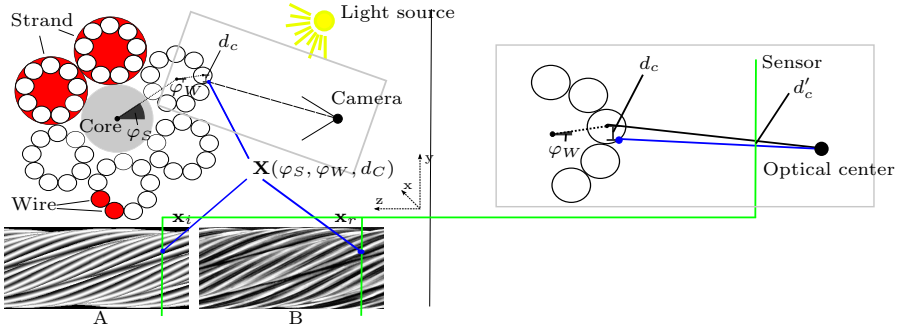 Strand
Light source
d_c
φ_W
Camera
Core
φ_S
X(φ_S, φ_W, d_C)
Wire
x_i
x_r
y
x
z
A
B
d_c
Sensor
d'_c
φ_W
Optical center